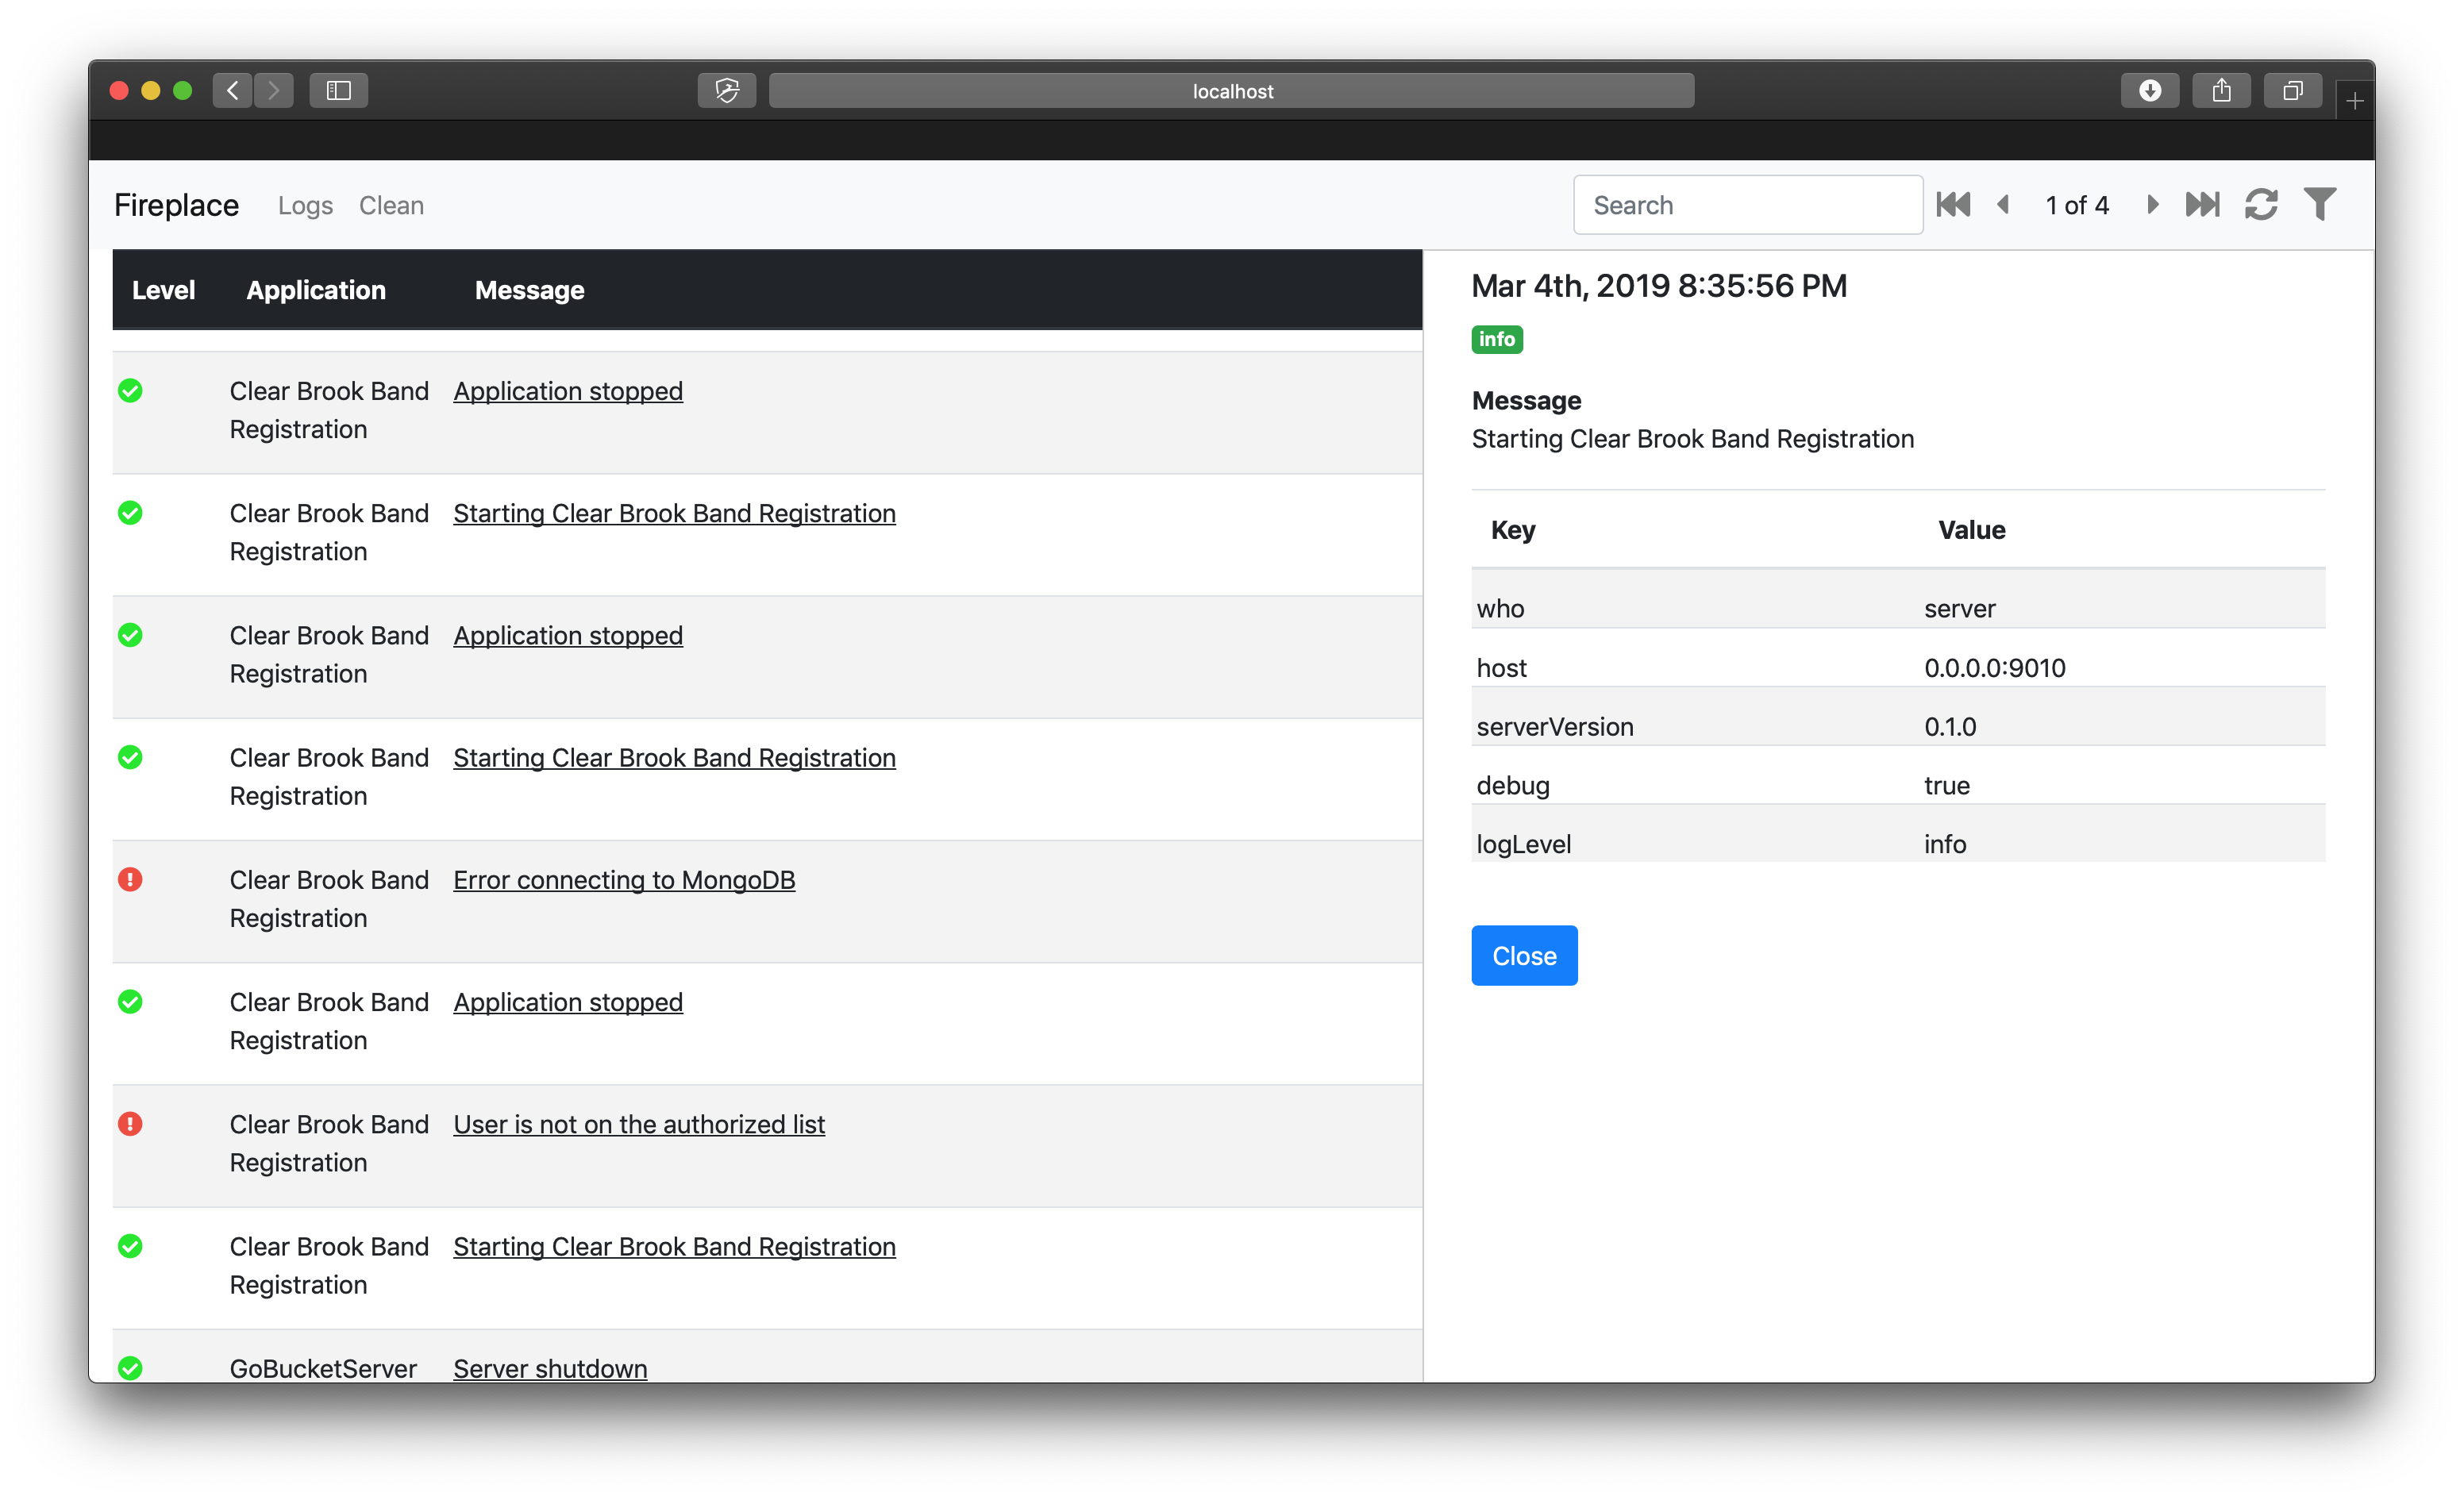 localhost
Fireplace Logs Clean Search 1 of 4
Level Application Message
Clear Brook Band Application stopped
Registration
Clear Brook Band Starting Clear Brook Band Registration
Registration
Clear Brook Band Application stopped
Registration
Clear Brook Band Starting Clear Brook Band Registration
Registration
Clear Brook Band Error connecting to MongoDB
Registration
Clear Brook Band Application stopped
Registration
Clear Brook Band User is not on the authorized list
Registration
Clear Brook Band Starting Clear Brook Band Registration
Registration
GoBucketServer Server shutdown
Mar 4th, 2019 8:35:56 PM
info
Message
Starting Clear Brook Band Registration
Key Value
who server
host 0.0.0.0:9010
serverVersion 0.1.0
debug true
logLevel info
Close